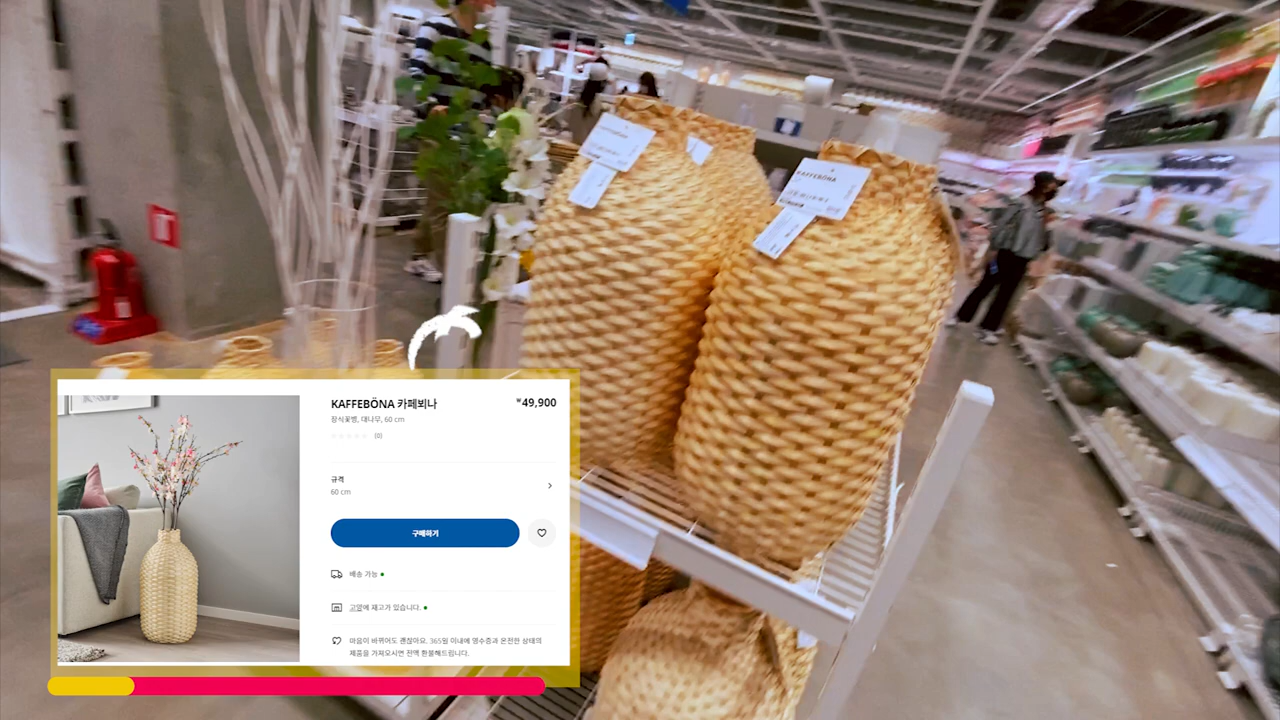 KAFFEBÖNA
KAFFEBÖNA 카페뵈나
₩49,900
장식꽃병, 대나무, 60 cm
(0)
규격
60 cm
구매하기
배송 가능
고양에 재고가 있습니다.
마음이 바뀌어도 괜찮아요. 365일 이내에 영수증과 온전한 상태의
제품을 가져오시면 전액 환불해드립니다.